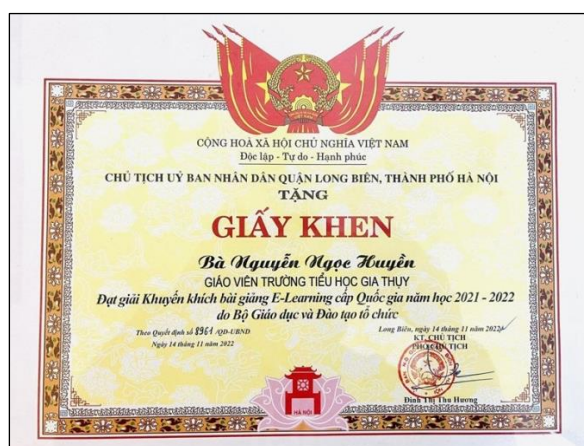 CỘNG HOÀ XÃ HỘI CHỦ NGHĨA VIỆT NAM
Độc lập - Tự do - Hạnh phúc
CHỦ TỊCH UỶ BAN NHÂN DÂN QUẬN LONG BIÊN, THÀNH PHỐ HÀ NỘI
TẶNG
GIẤY KHEN
Bà Nguyễn Ngọc Huyền
GIÁO VIÊN TRƯỜNG TIỂU HỌC GIA THỤY
Đạt giải Khuyến khích bài giảng E-Learning cấp Quốc gia năm học 2021 - 2022
do Bộ Giáo dục và Đào tạo tổ chức
Theo Quyết định số 8961 /QĐ-UBND
Ngày 14 tháng 11 năm 2022
Long Biên, ngày 14 tháng 11 năm 2022
KT. CHỦ TỊCH
PHÓ CHỦ TỊCH
Đinh Thị Thu Hương
HÀ NỘI